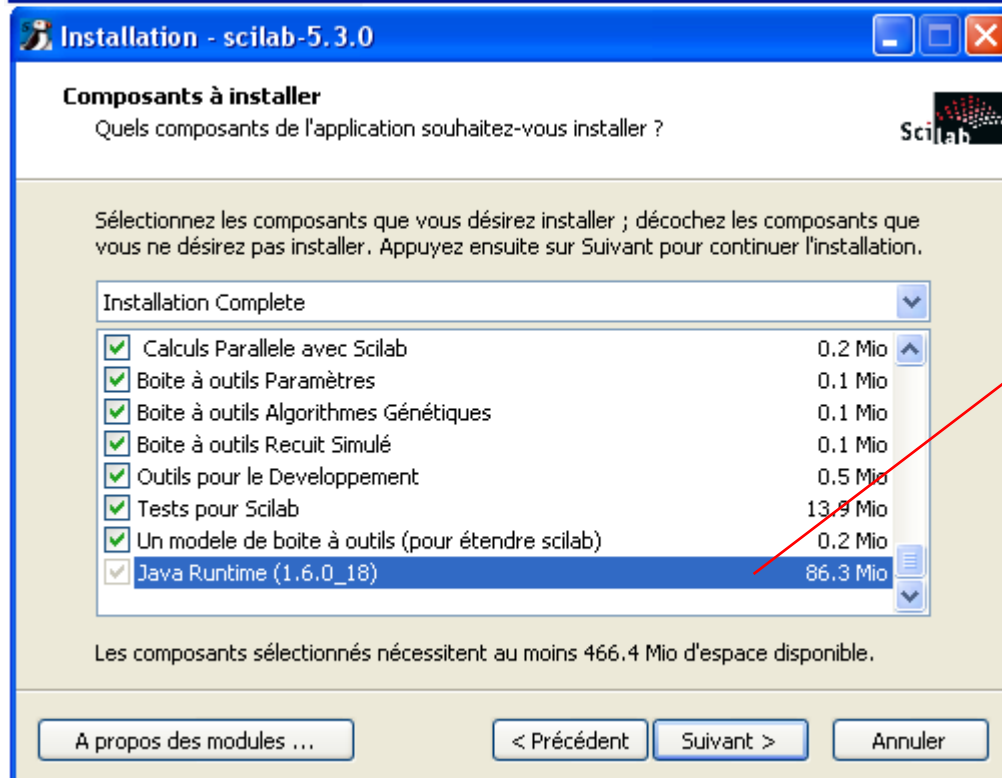 Installation - scilab-5.3.0
Composants à installer
Quels composants de l'application souhaitez-vous installer ?
Scilab
Sélectionnez les composants que vous désirez installer ; décochez les composants que
vous ne désirez pas installer. Appuyez ensuite sur Suivant pour continuer l'installation.
Installation Complete
Calculs Parallele avec Scilab 0.2 Mio
Boite à outils Paramètres 0.1 Mio
Boite à outils Algorithmes Génétiques 0.1 Mio
Boite à outils Recuit Simulé 0.1 Mio
Outils pour le Developpement 0.5 Mio
Tests pour Scilab 13.9 Mio
Un modele de boite à outils (pour étendre scilab) 0.2 Mio
Java Runtime (1.6.0_18) 86.3 Mio
Les composants sélectionnés nécessitent au moins 466.4 Mio d'espace disponible.
A propos des modules ... < Précédent Suivant > Annuler